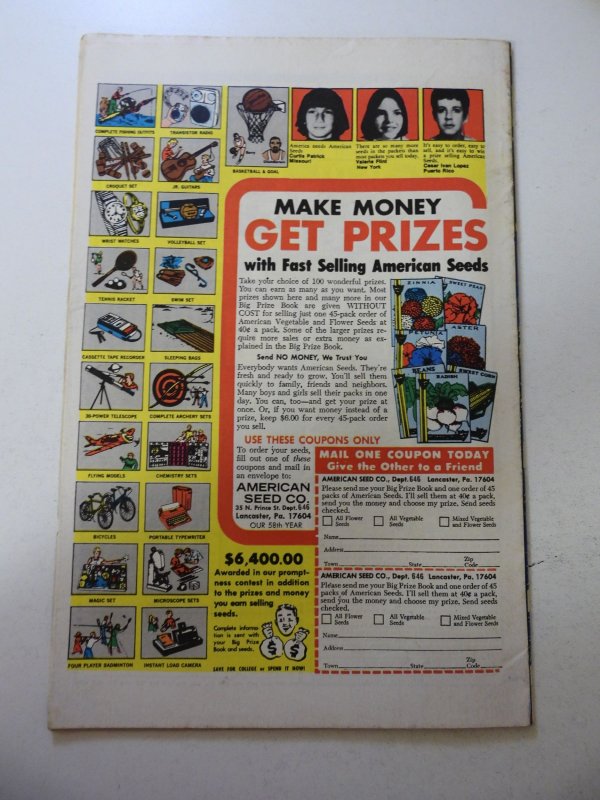 COMPLETE FISHING OUTFITS
TRANSISTOR RADIO
BASKETBALL & GOAL
CROQUET SET
JR. GUITARS
WRIST WATCHES
VOLLEYBALL SET
TENNIS RACKET
SWIM SET
CASSETTE TAPE RECORDER
SLEEPING BAGS
30-POWER TELESCOPE
COMPLETE ARCHERY SETS
FLYING MODELS
CHEMISTRY SETS
BICYCLES
PORTABLE TYPEWRITER
MAGIC SET
MICROSCOPE SETS
FOUR PLAYER BADMINTON
INSTANT LOAD CAMERA
America needs American
Seeds
Curtis Patrick
Missouri
There are so many more
seeds in the packets than
most packets you sell today.
Valerie Flint
New York
It's easy to order, easy to
sell, and it's easy to win
a prize selling American
Seeds.
Cesar Ivan Lopez
Puerto Rico
MAKE MONEY
GET PRIZES
with Fast Selling American Seeds
Take your choice of 100 wonderful prizes.
You can earn as many as you want. Most
prizes shown here and many more in our
Big Prize Book are given WITHOUT
COST for selling just one 45-pack order of
American Vegetable and Flower Seeds at
40¢ a pack. Some of the larger prizes re-
quire more sales or extra money as ex-
plained in the Big Prize Book.
Send NO MONEY, We Trust You
Everybody wants American Seeds. They're
fresh and ready to grow. You'll sell them
quickly to family, friends and neighbors.
Many boys and girls sell their packs in one
day. You can, too—and get your prize at
once. Or, if you want money instead of a
prize, keep $6.00 for every 45-pack order
you sell.
ZINNIA
SWEET PEAS
PETUNIA
ASTER
BEANS
RADISH
SWEET CORN
USE THESE COUPONS ONLY
To order your seeds,
fill out one of these
coupons and mail in
an envelope to:
AMERICAN
SEED CO.
35 N. Prince St. Dept. 646
Lancaster, Pa. 17604
OUR 58th YEAR
$6,400.00
Awarded in our prompt-
ness contest in addition
to the prizes and money
you earn selling
seeds.
Complete informa-
tion is sent with
your Big Prize
Book and seeds.
$ $
SAVE FOR COLLEGE or SPEND IT NOW!
MAIL ONE COUPON TODAY
Give the Other to a Friend
AMERICAN SEED CO., Dept. 646 Lancaster, Pa. 17604
Please send me your Big Prize Book and one order of 45
packs of American Seeds. I'll sell them at 40¢ a pack,
send you the money and choose my prize. Send seeds
checked.
All Flower
Seeds
All Vegetable
Seeds
Mixed Vegetable
and Flower Seeds
Name
Address
Town State Zip Code
AMERICAN SEED CO., Dept. 646 Lancaster, Pa. 17604
Please send me your Big Prize Book and one order of 45
packs of American Seeds. I'll sell them at 40¢ a pack,
send you the money and choose my prize. Send seeds
checked.
All Flower
Seeds
All Vegetable
Seeds
Mixed Vegetable
and Flower Seeds
Name
Address
Town State Zip Code